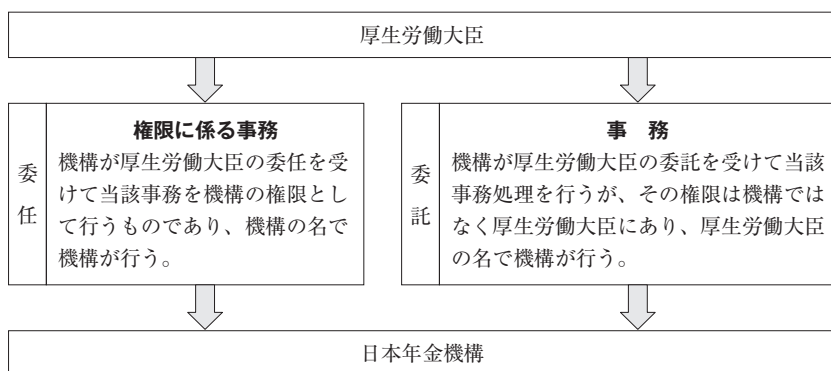 厚生労働大臣
委任
権限に係る事務
機構が厚生労働大臣の委任を受
けて当該事務を機構の権限とし
て行うものであり、機構の名で
機構が行う。
委託
事　務
機構が厚生労働大臣の委託を受けて当該
事務処理を行うが、その権限は機構では
なく厚生労働大臣にあり、厚生労働大臣
の名で機構が行う。
日本年金機構